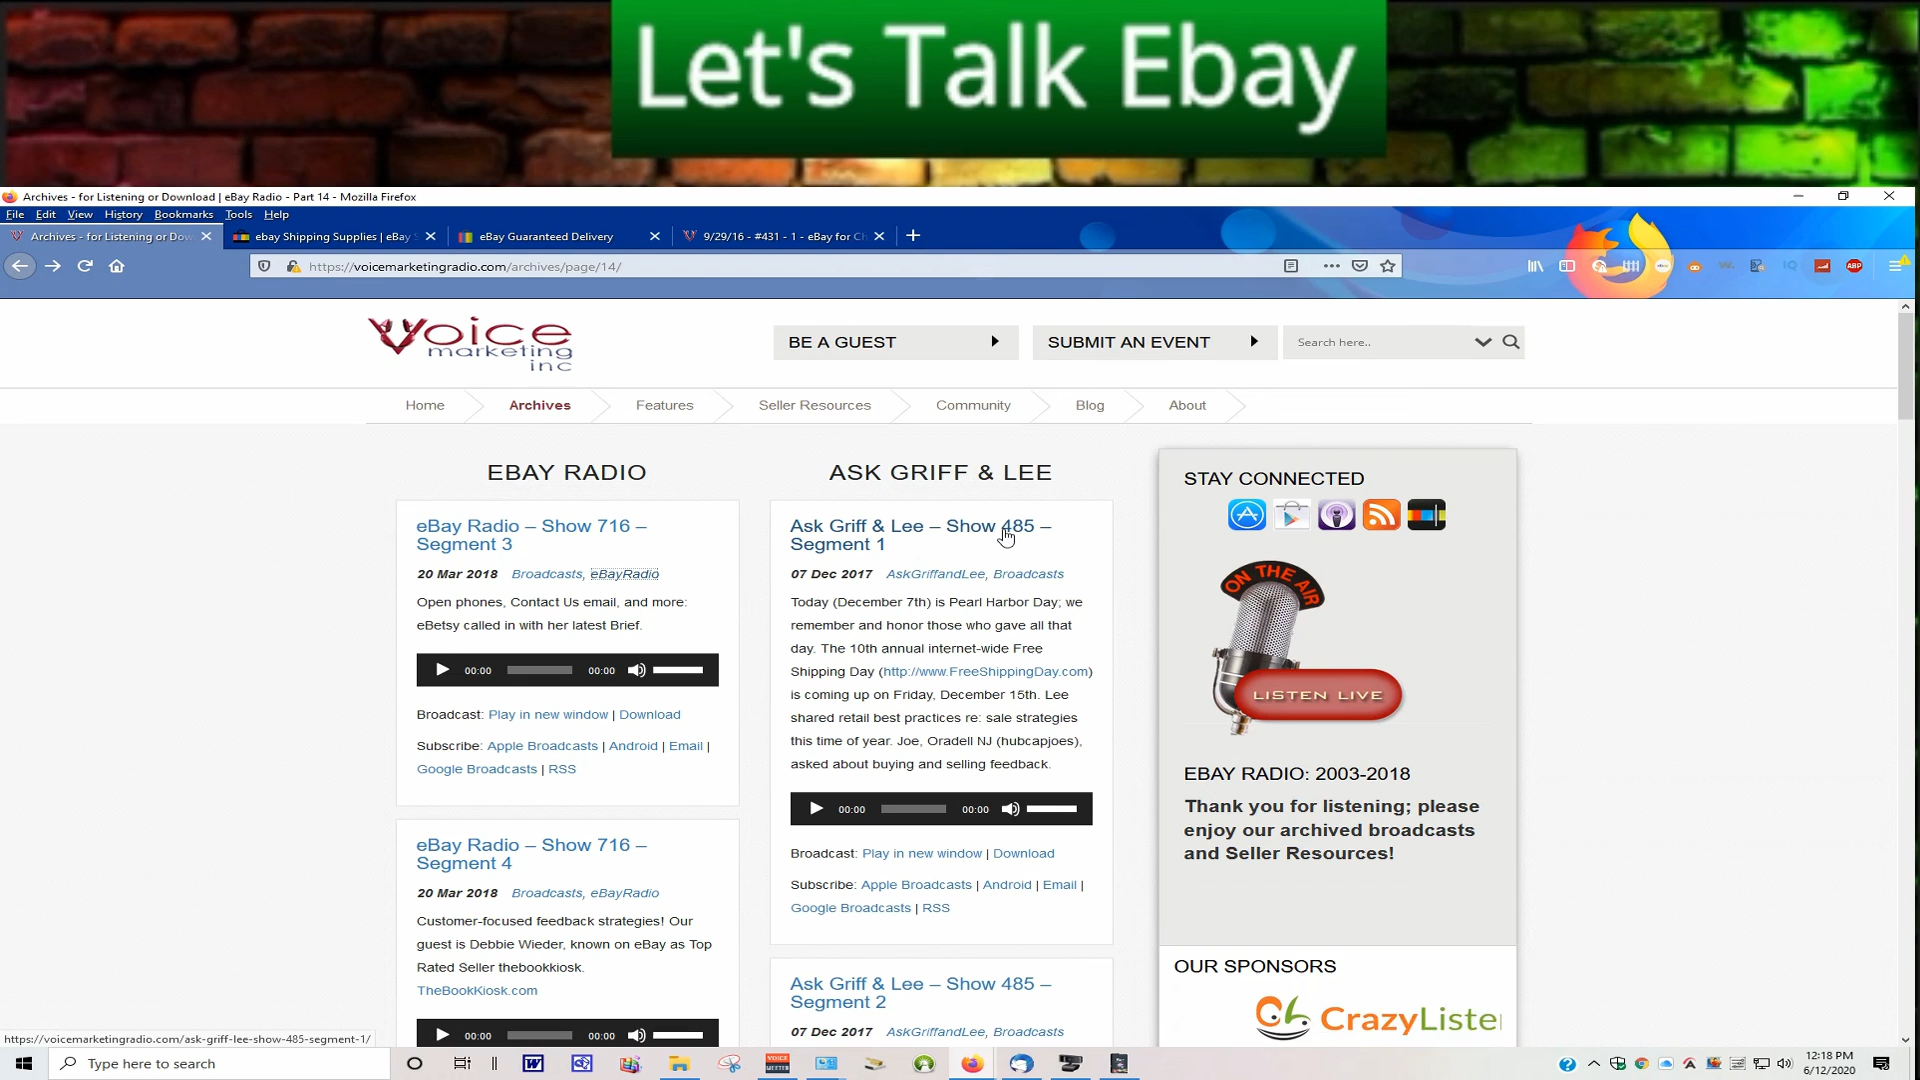 Let's Talk Ebay
Archives - for Listening or Download | eBay Radio - Part 14 - Mozilla Firefox
File Edit View History Bookmarks Tools Help
Archives - for Listening or Dow
ebay Shipping Supplies | eBay S
eBay Guaranteed Delivery
9/29/16 - #431 - 1 - eBay for Ch
https://voicemarketingradio.com/archives/page/14/
ABP
Voice
marketing
inc
BE A GUEST
SUBMIT AN EVENT
Search here..
Home Archives Features Seller Resources Community Blog About
EBAY RADIO
eBay Radio – Show 716 –
Segment 3
20 Mar 2018 Broadcasts, eBayRadio
Open phones, Contact Us email, and more:
eBetsy called in with her latest Brief.
00:00 00:00
Broadcast: Play in new window | Download
Subscribe: Apple Broadcasts | Android | Email |
Google Broadcasts | RSS
eBay Radio – Show 716 –
Segment 4
20 Mar 2018 Broadcasts, eBayRadio
Customer-focused feedback strategies! Our
guest is Debbie Wieder, known on eBay as Top
Rated Seller thebookkiosk.
TheBookKiosk.com
00:00 00:00
ASK GRIFF & LEE
Ask Griff & Lee – Show 485 –
Segment 1
07 Dec 2017 AskGriffandLee, Broadcasts
Today (December 7th) is Pearl Harbor Day; we
remember and honor those who gave all that
day. The 10th annual internet-wide Free
Shipping Day (http://www.FreeShippingDay.com)
is coming up on Friday, December 15th. Lee
shared retail best practices re: sale strategies
this time of year. Joe, Oradell NJ (hubcapjoes),
asked about buying and selling feedback.
00:00 00:00
Broadcast: Play in new window | Download
Subscribe: Apple Broadcasts | Android | Email |
Google Broadcasts | RSS
Ask Griff & Lee – Show 485 –
Segment 2
07 Dec 2017 AskGriffandLee, Broadcasts
STAY CONNECTED
ON THE AIR
LISTEN LIVE
EBAY RADIO: 2003-2018
Thank you for listening; please
enjoy our archived broadcasts
and Seller Resources!
OUR SPONSORS
CrazyLister
https://voicemarketingradio.com/ask-griff-lee-show-485-segment-1/
Type here to search
12:18 PM
6/12/2020